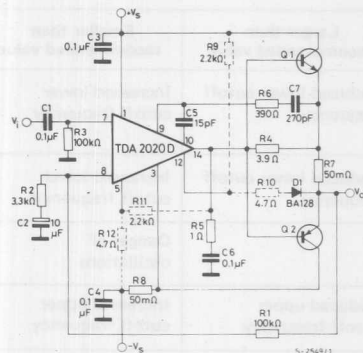 +Vs
C3
0.1μF
R9
2.2kΩ
Q1
C1
Vi
0.1μF
R3
100kΩ
7
1
9
TDA 2020D
10
14
12
8
5
3
C5
15pF
R6
390Ω
C7
270pF
R4
3.9Ω
R7
50mΩ
R10
4.7Ω
D1
BA128
Vo
R2
3.3kΩ
C2
10
μF
R11
2.2kΩ
R12
4.7Ω
R5
1Ω
C6
0.1μF
Q2
C4
0.1
μF
R8
50mΩ
R1
100kΩ
-Vs